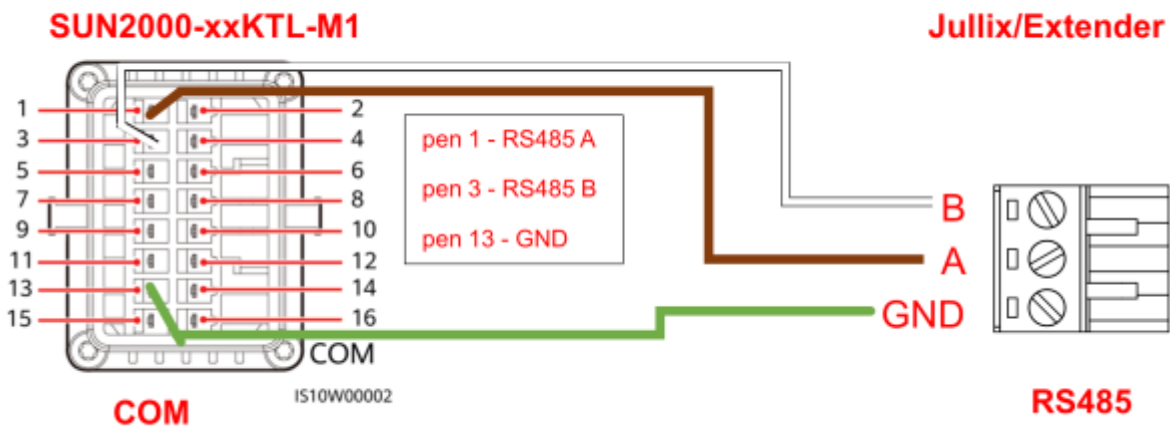 SUN2000-xxKTL-M1
Jullix/Extender
1
2
3
4
5
6
7
8
9
10
11
12
13
14
15
16
pen 1 - RS485 A
pen 3 - RS485 B
pen 13 - GND
B
A
GND
COM
IS10W00002
COM
RS485